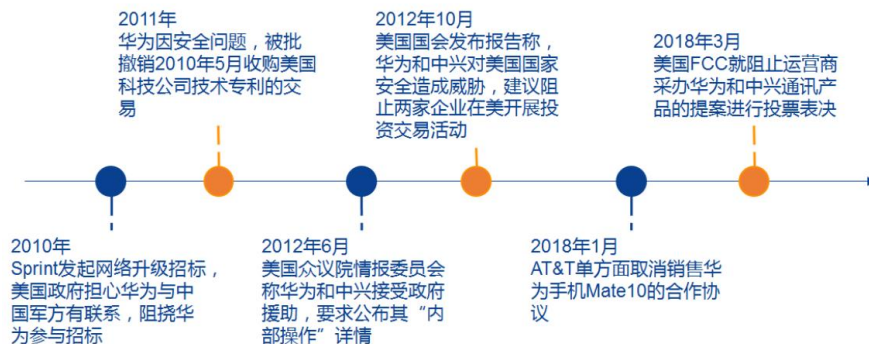 2011年
华为因安全问题，被批
撤销2010年5月收购美国
科技公司技术专利的交
易
2012年10月
美国国会发布报告称，
华为和中兴对美国国家
安全造成威胁，建议阻
止两家企业在美开展投
资交易活动
2018年3月
美国FCC就阻止运营商
采办华为和中兴通讯产
品的提案进行投票表决
2010年
Sprint发起网络升级招标，
美国政府担心华为与中
国军方有联系，阻挠华
为参与招标
2012年6月
美国众议院情报委员会
称华为和中兴接受政府
援助，要求公布其“内
部操作”详情
2018年1月
AT&T单方面取消销售华
为手机Mate10的合作协
议